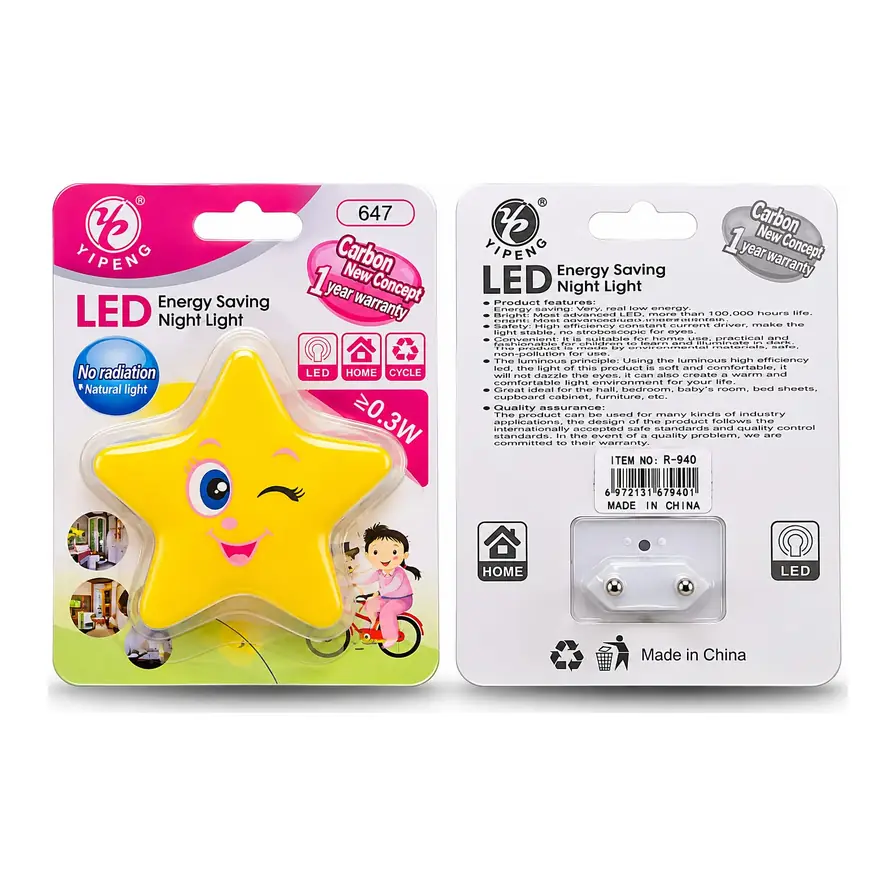 YIPENG
®
647
Carbon
New Concept
1 year warranty
LED
Energy Saving
Night Light
No radiation
Natural light
LED
HOME
CYCLE
≥0.3W
YIPENG
®
Carbon
New Concept
1 year warranty
LED
Energy Saving
Night Light
• Product features:
Energy saving: Very, real low energy.
• Bright: Most advanced LED, more than 100,000 hours life.
• Safety: High efficiency constant current driver, make the
light stable, no stroboscopic for eyes.
• Convenient: it is suitable for home use, practical and
fashionable for children to learn and illuminate in dark.
The product is made by environmental materials, safe,
non-pollution for use.
• The luminous principle: Using the luminous high efficiency
led, the light of this product is soft and comfortable, it
will not dazzle the eyes, it can also create a warm and
comfortable light environment for your life.
• Great ideal for the hall, bedroom, baby's room, bed sheets,
cupboard cabinet, furniture, etc.
• Quality assurance:
The product can be used for many kinds of industry
applications, the design of the product follows the
internationally accepted safe standards and quality control
standards. In the event of a quality problem, we are
committed to their warranty.
ITEM NO: R-940
6 972131 679401
MADE IN CHINA
HOME
LED
Made in China